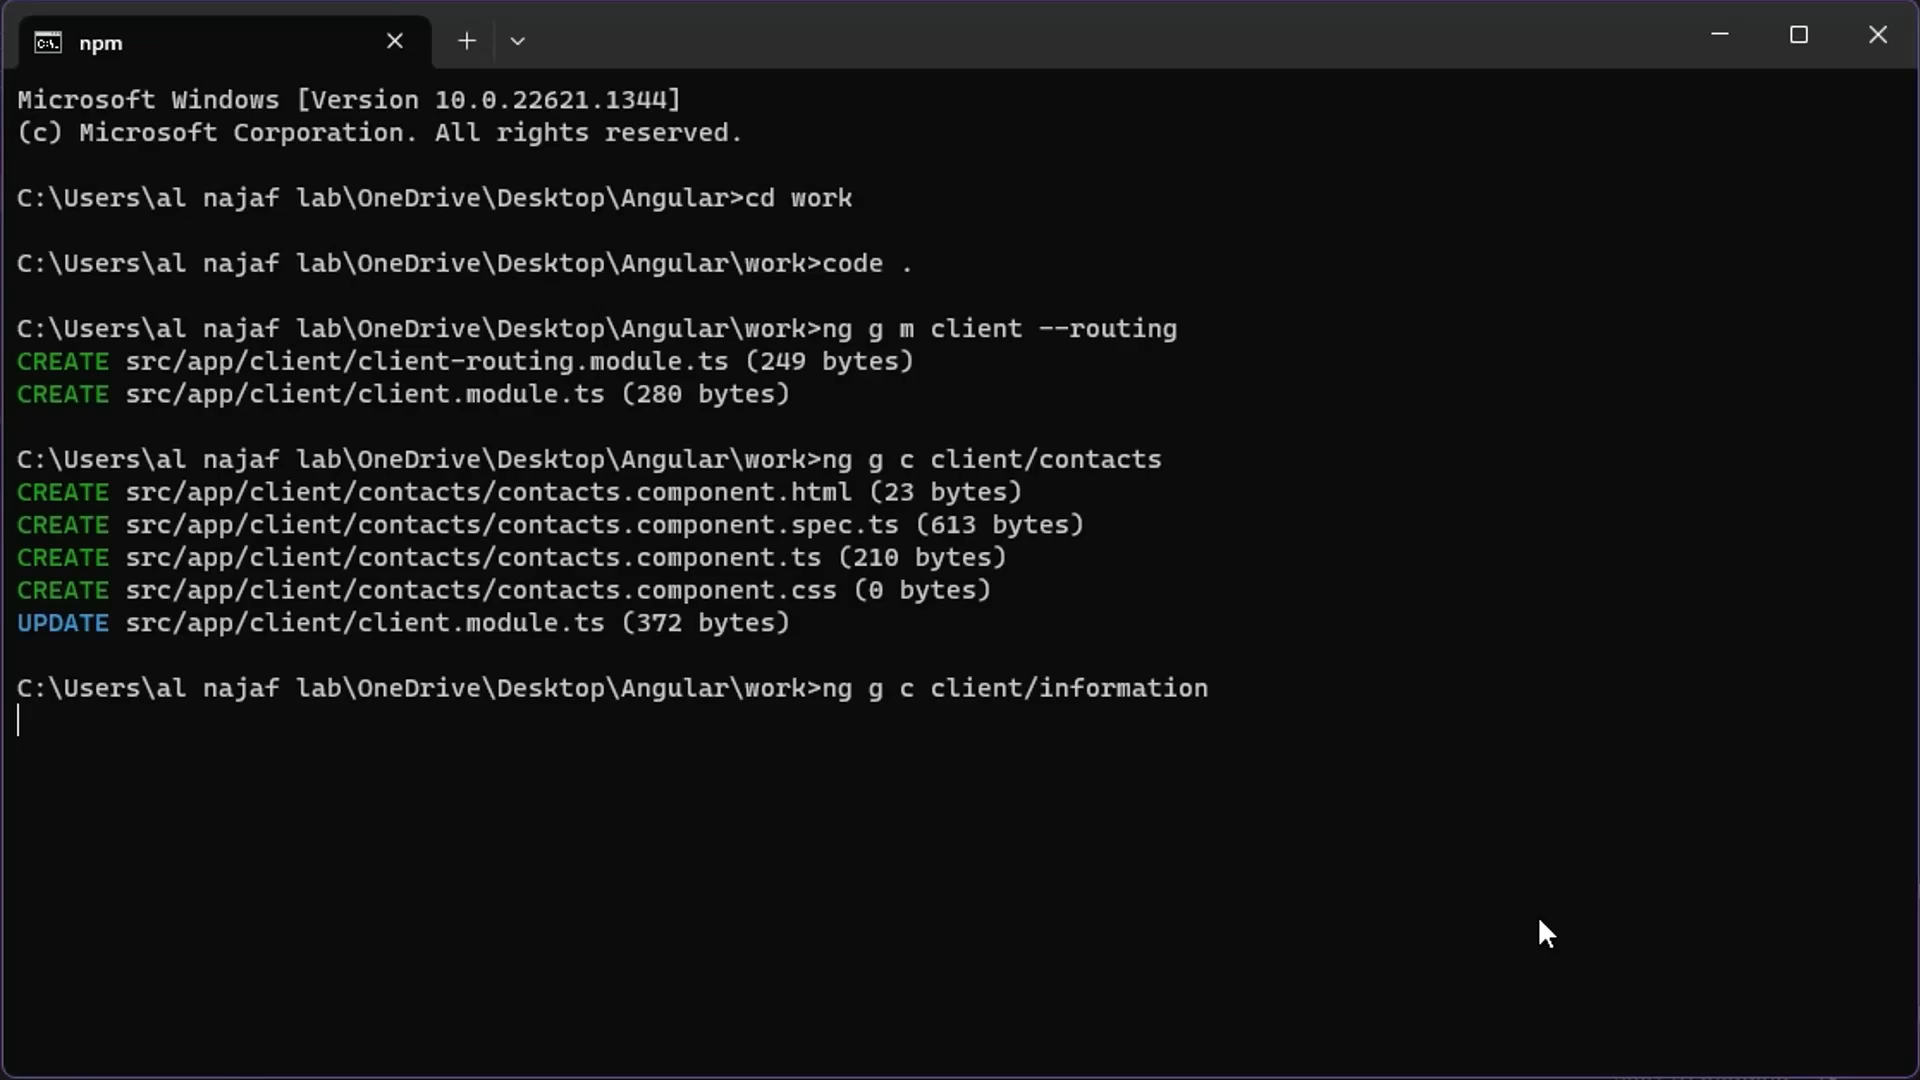 npm
Microsoft Windows [Version 10.0.22621.1344]
(c) Microsoft Corporation. All rights reserved.
C:\Users\al najaf lab\OneDrive\Desktop\Angular>cd work
C:\Users\al najaf lab\OneDrive\Desktop\Angular\work>code .
C:\Users\al najaf lab\OneDrive\Desktop\Angular\work>ng g m client --routing
CREATE src/app/client/client-routing.module.ts (249 bytes)
CREATE src/app/client/client.module.ts (280 bytes)
C:\Users\al najaf lab\OneDrive\Desktop\Angular\work>ng g c client/contacts
CREATE src/app/client/contacts/contacts.component.html (23 bytes)
CREATE src/app/client/contacts/contacts.component.spec.ts (613 bytes)
CREATE src/app/client/contacts/contacts.component.ts (210 bytes)
CREATE src/app/client/contacts/contacts.component.css (0 bytes)
UPDATE src/app/client/client.module.ts (372 bytes)
C:\Users\al najaf lab\OneDrive\Desktop\Angular\work>ng g c client/information